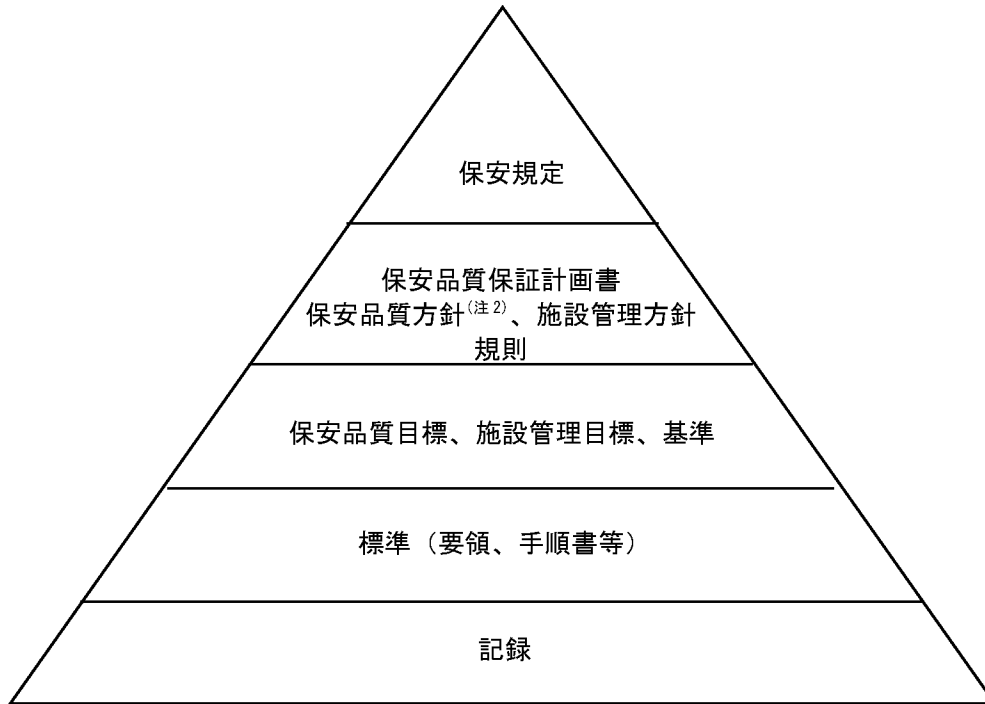 保安規定
保安品質保証計画書
保安品質方針(注2)、施設管理方針
規則
保安品質目標、施設管理目標、基準
標準（要領、手順書等）
記録